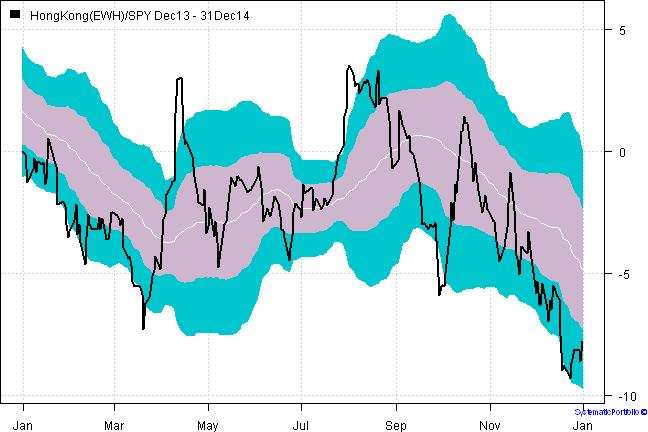 HongKong(EWH)/SPY Dec13 - 31Dec14
5
0
-5
-10
Jan Mar May Jul Sep Nov Jan
SystematicPortfolio ©